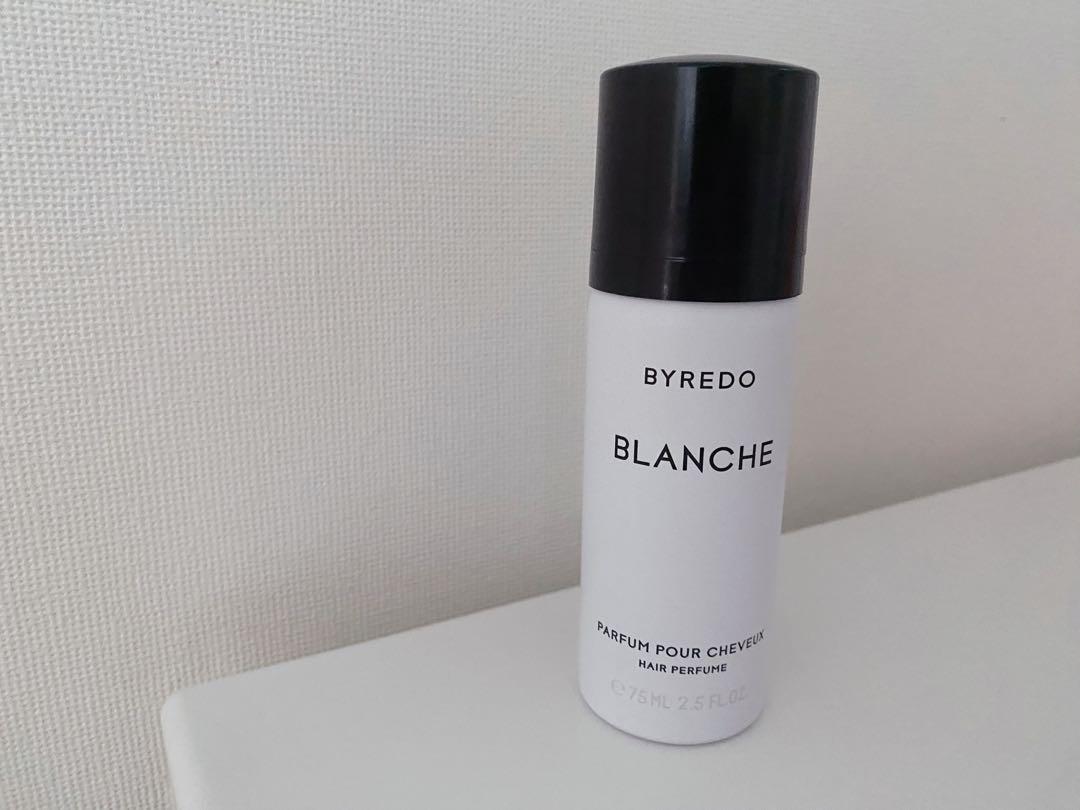 BYREDO
BLANCHE
PARFUM POUR CHEVEUX
HAIR PERFUME
℮ 75 ML 2.5 FL.OZ.